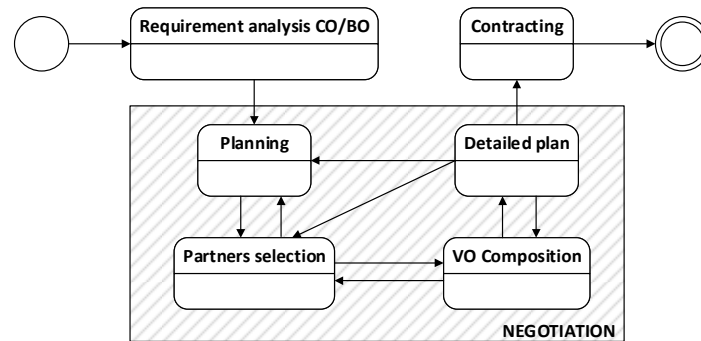 Requirement analysis CO/BO
Contracting
Planning
Detailed plan
Partners selection
VO Composition
NEGOTIATION